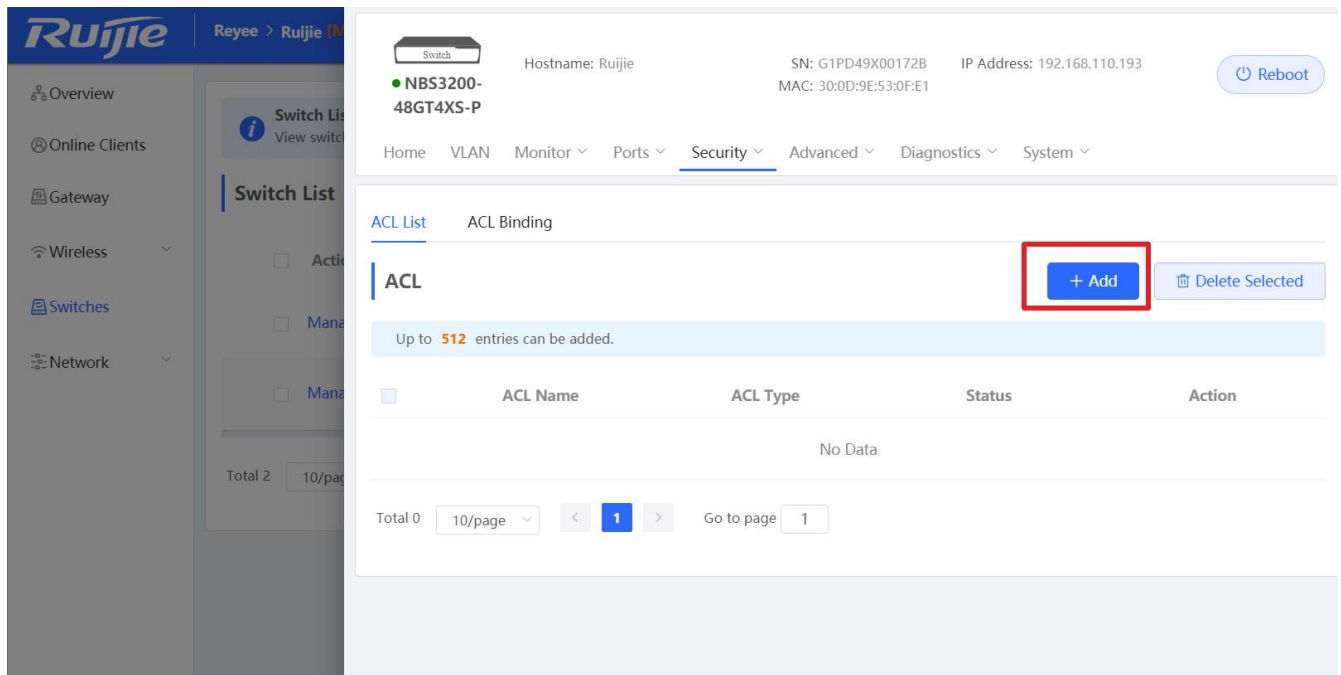 Ruijie
Reyee > Ruijie [M
Overview
Online Clients
Gateway
Wireless
Switches
Network
Switch Lis
View switch
Switch List
Actio
Mana
Mana
Total 2 10/pag
Switch
NBS3200-
48GT4XS-P
Hostname: Ruijie
SN: G1PD49X00172B
IP Address: 192.168.110.193
MAC: 30:0D:9E:53:0F:E1
Reboot
Home VLAN Monitor Ports Security Advanced Diagnostics System
ACL List ACL Binding
ACL
+ Add
Delete Selected
Up to 512 entries can be added.
ACL Name ACL Type Status Action
No Data
Total 0 10/page < 1 > Go to page 1